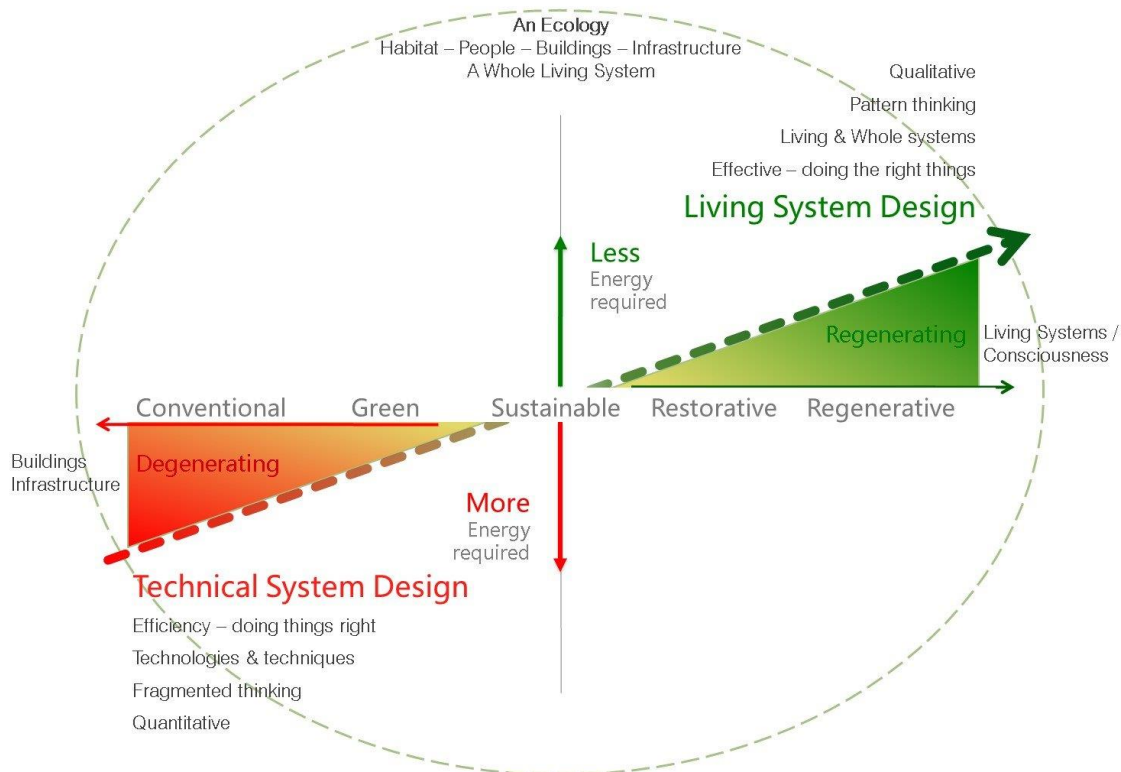 An Ecology
Habitat – People – Buildings – Infrastructure
A Whole Living System
Qualitative
Pattern thinking
Living & Whole systems
Effective – doing the right things
Living System Design
Less
Energy
required
Regenerating
Living Systems /
Consciousness
Conventional
Green
Sustainable
Restorative
Regenerative
Buildings
Infrastructure
Degenerating
More
Energy
required
Technical System Design
Efficiency – doing things right
Technologies & techniques
Fragmented thinking
Quantitative